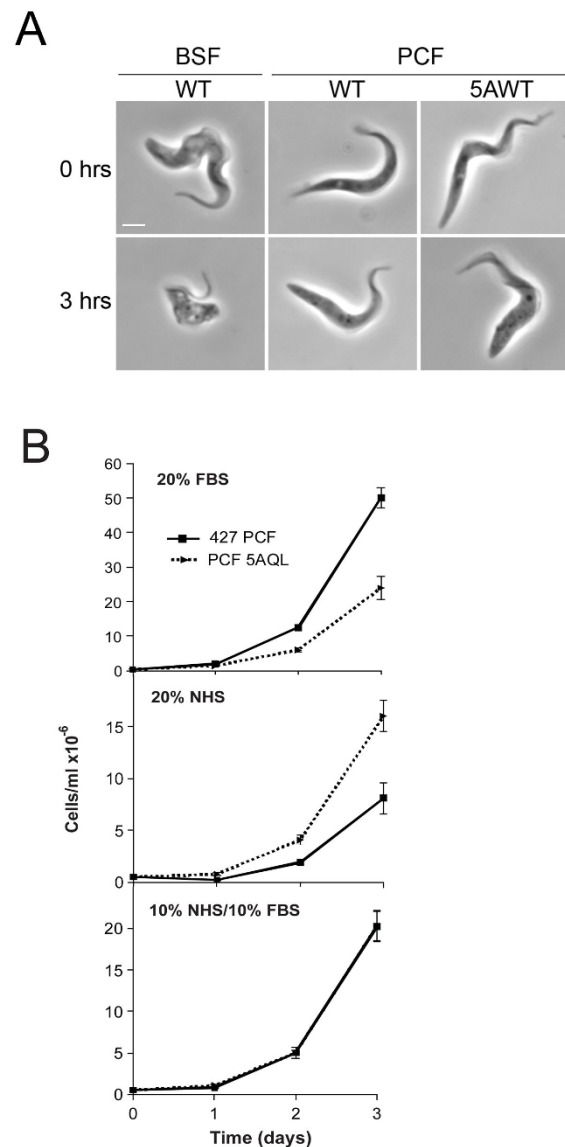 A
BSF PCF
WT WT 5AWT
0 hrs
3 hrs
B
20% FBS
427 PCF
PCF 5AQL
60
50
40
30
20
10
0
20% NHS
15
10
5
0
Cells/ml x10⁻⁶
10% NHS/10% FBS
20
15
10
5
0
0 1 2 3
Time (days)